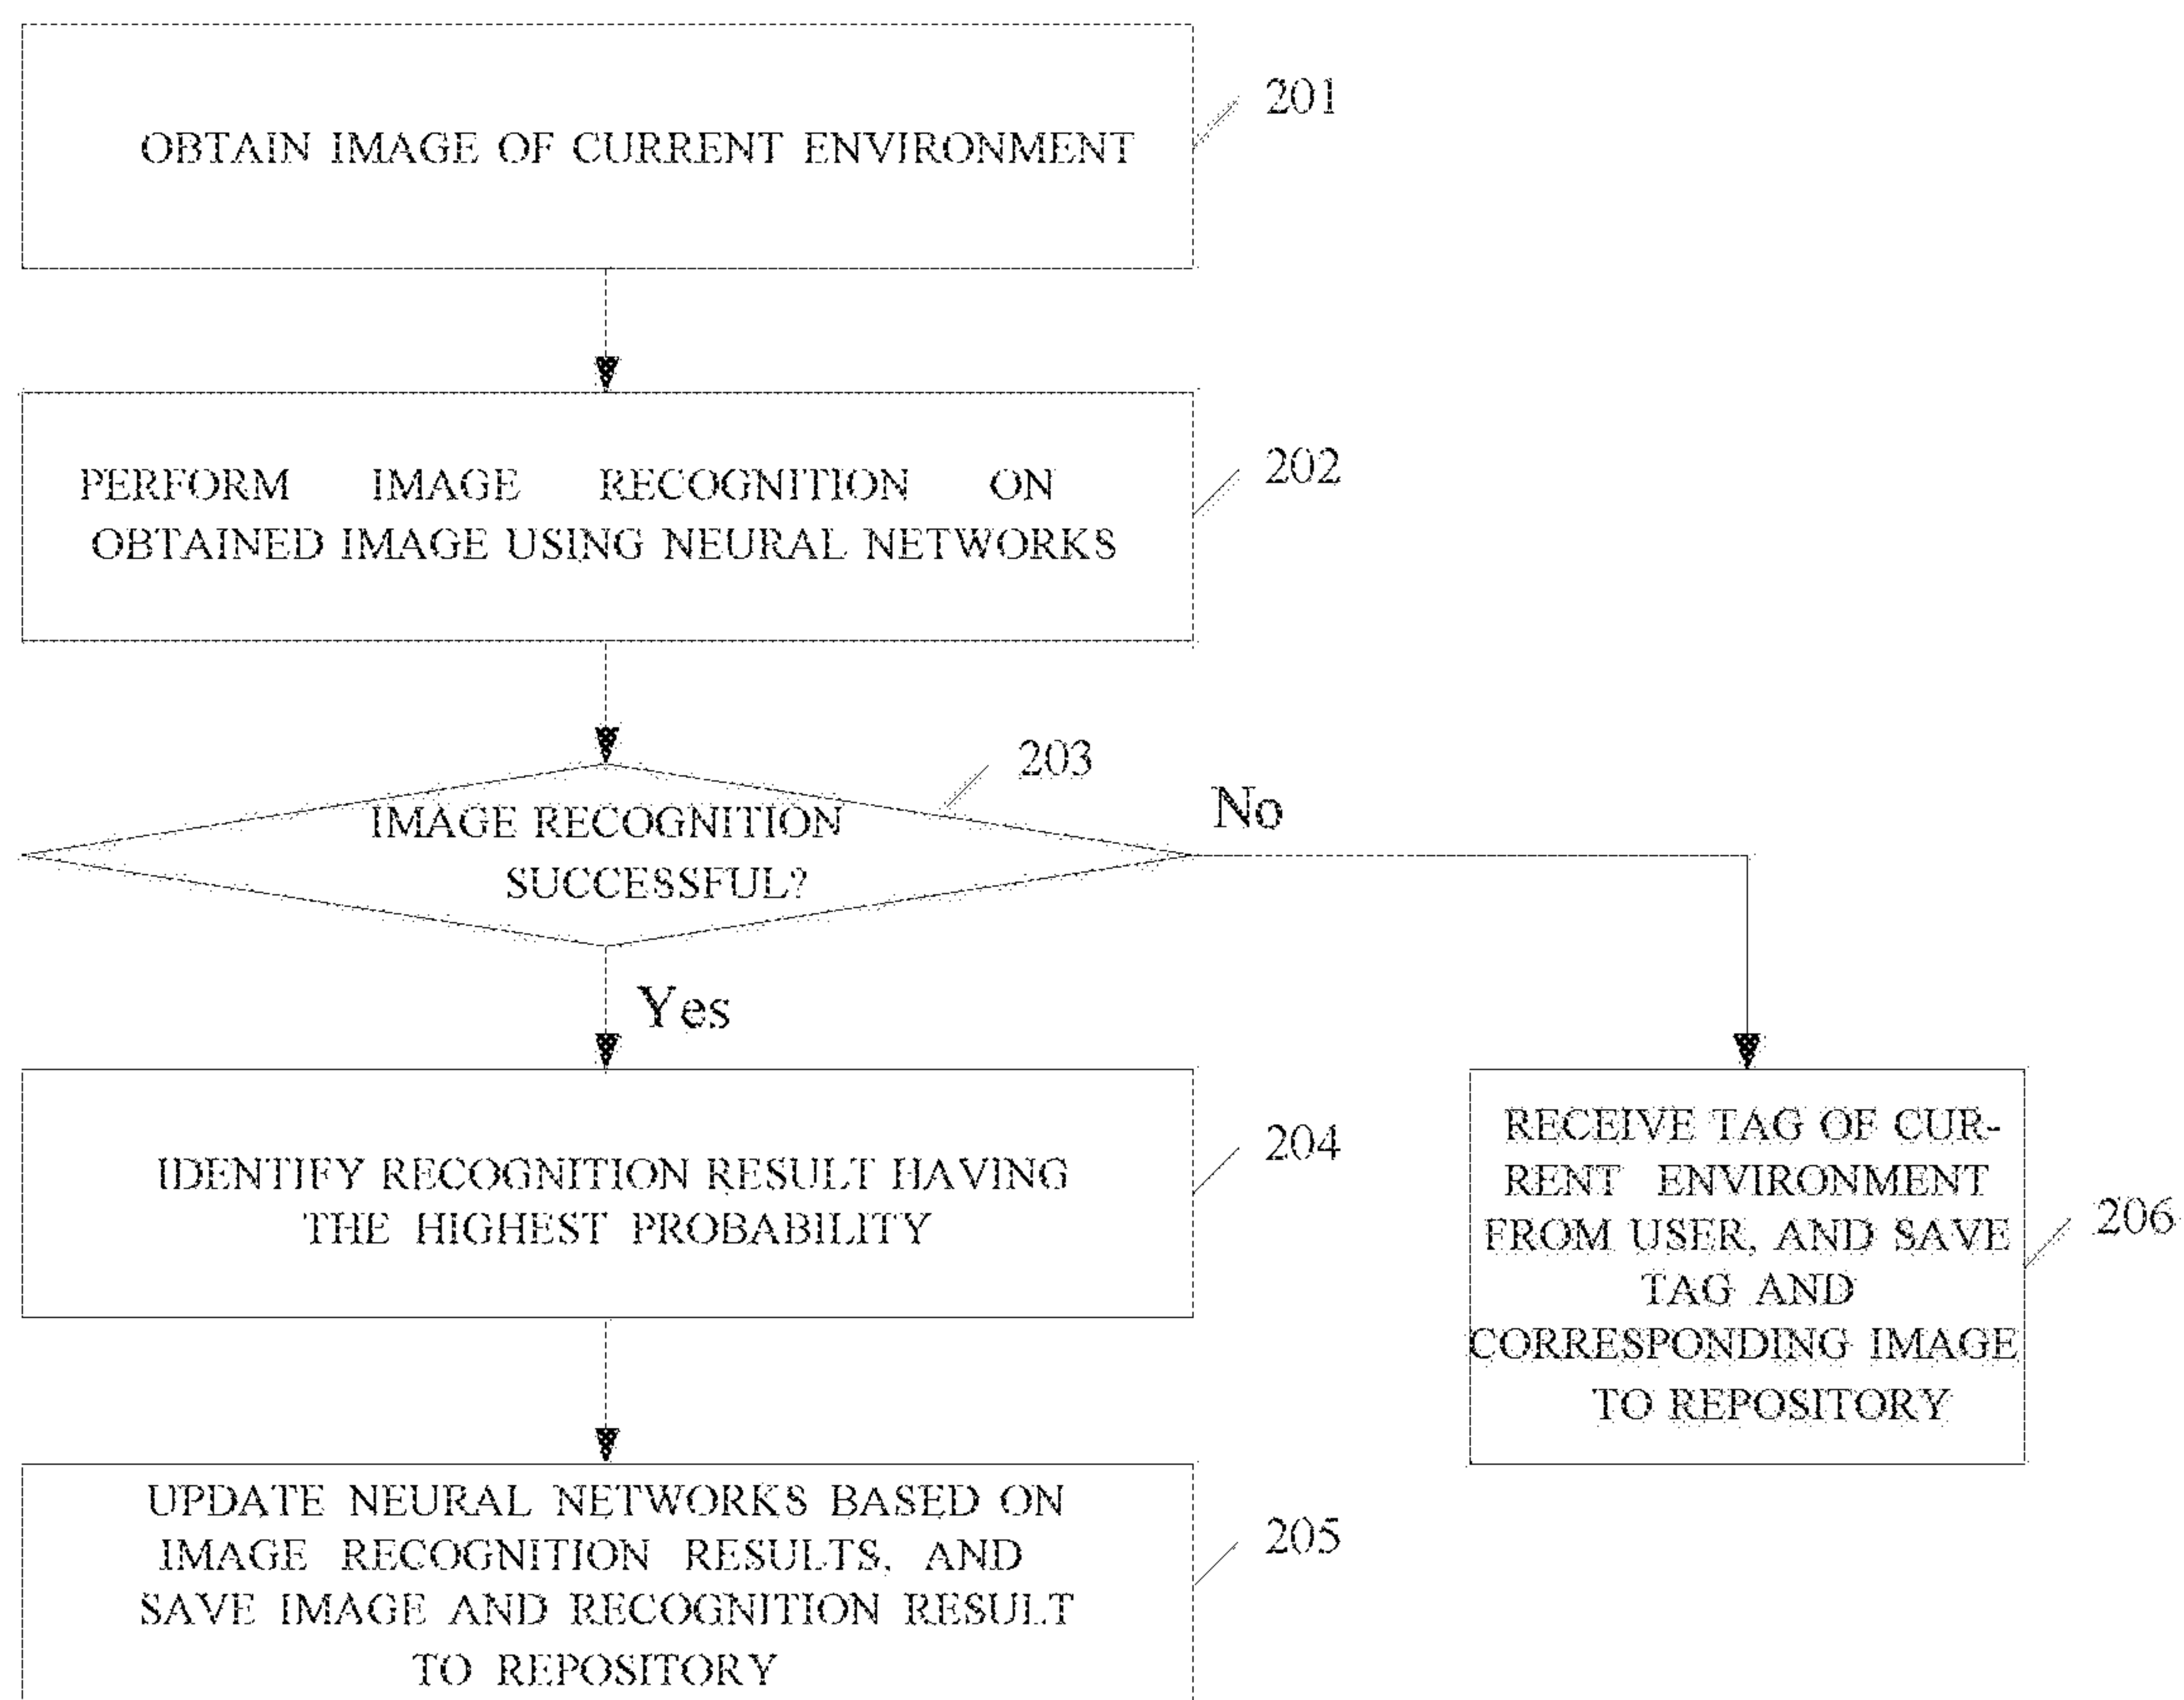 OBTAIN IMAGE OF CURRENT ENVIRONMENT
201
PERFORM IMAGE RECOGNITION ON
OBTAINED IMAGE USING NEURAL NETWORKS
202
203
IMAGE RECOGNITION
SUCCESSFUL?
No
Yes
IDENTIFY RECOGNITION RESULT HAVING
THE HIGHEST PROBABILITY
204
RECEIVE TAG OF CUR-
RENT ENVIRONMENT
FROM USER, AND SAVE
TAG AND
CORRESPONDING IMAGE
TO REPOSITORY
206
UPDATE NEURAL NETWORKS BASED ON
IMAGE RECOGNITION RESULTS, AND
SAVE IMAGE AND RECOGNITION RESULT
TO REPOSITORY
205